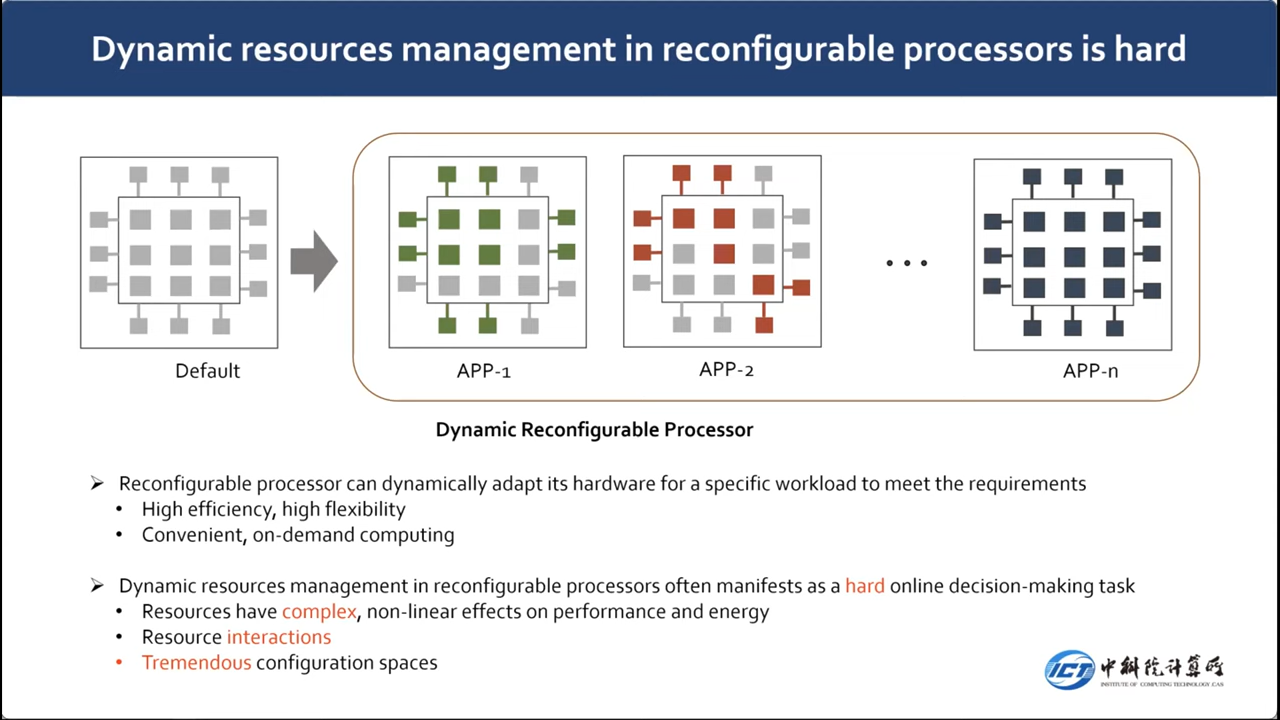 Dynamic resources management in reconfigurable processors is hard
Default
APP-1
APP-2
• • •
APP-n
Dynamic Reconfigurable Processor
➢ Reconfigurable processor can dynamically adapt its hardware for a specific workload to meet the requirements
• High efficiency, high flexibility
• Convenient, on-demand computing
➢ Dynamic resources management in reconfigurable processors often manifests as a hard online decision-making task
• Resources have complex, non-linear effects on performance and energy
• Resource interactions
• Tremendous configuration spaces
ICT 中科院计算所
INSTITUTE OF COMPUTING TECHNOLOGY CAS